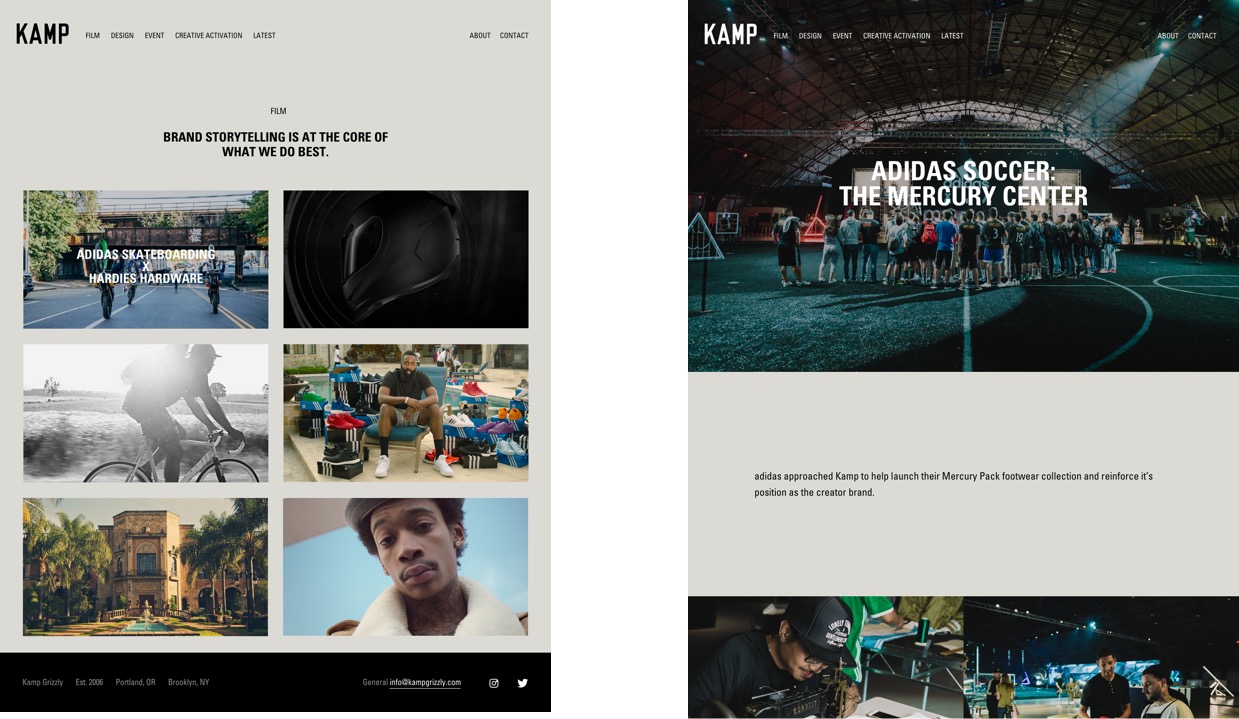 KAMP FILM DESIGN EVENT CREATIVE ACTIVATION LATEST ABOUT CONTACT
FILM
BRAND STORYTELLING IS AT THE CORE OF
WHAT WE DO BEST.
ADIDAS SKATEBOARDING
X
HARDIES HARDWARE
Kamp Grizzly Est. 2006 Portland, OR Brooklyn, NY General info@kampgrizzly.com
KAMP FILM DESIGN EVENT CREATIVE ACTIVATION LATEST ABOUT CONTACT
adidas
ADIDAS SOCCER:
THE MERCURY CENTER
adidas approached Kamp to help launch their Mercury Pack footwear collection and reinforce it's
position as the creator brand.